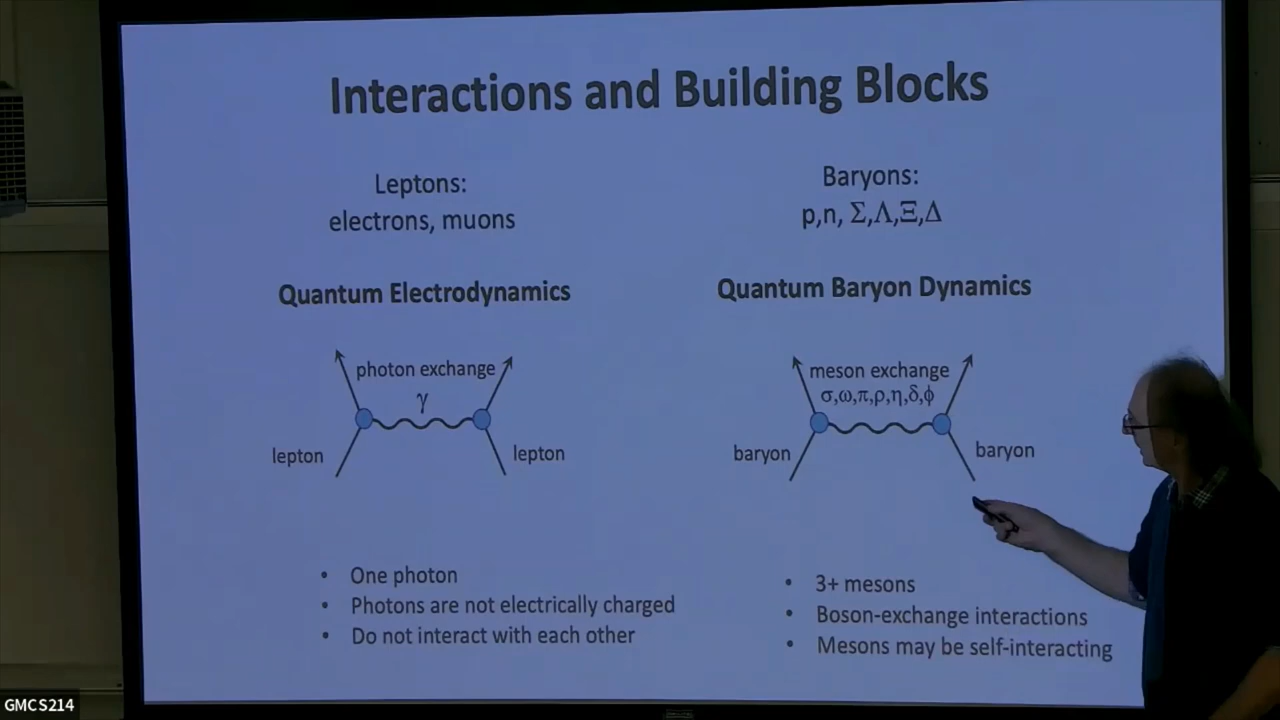 Interactions and Building Blocks
Leptons:
electrons, muons
Quantum Electrodynamics
photon exchange
γ
lepton
lepton
• One photon
• Photons are not electrically charged
• Do not interact with each other
Baryons:
p,n, Σ,Λ,Ξ,Δ
Quantum Baryon Dynamics
meson exchange
σ,ω,π,ρ,η,δ,ϕ
baryon
baryon
• 3+ mesons
• Boson-exchange interactions
• Mesons may be self-interacting
GMCS214